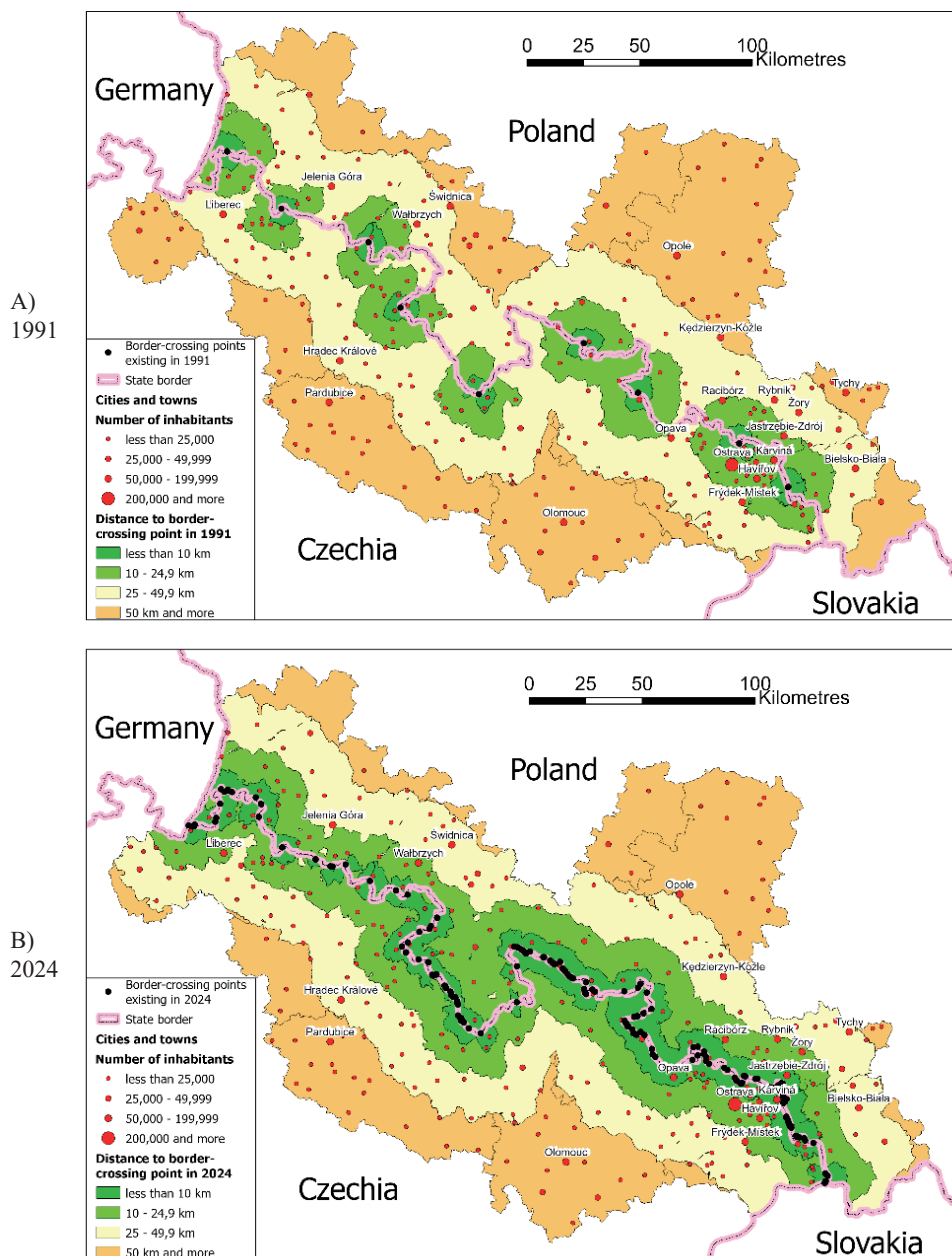 A)
1991
0 25 50 100
Kilometres
Germany
Poland
Jelenia Góra
Świdnica
Liberec
Wałbrzych
Opole
Kędzierzyn-Koźle
Hradec Králové
Pardubice
Racibórz
Rybnik
Żory
Tychy
Jastrzębie-Zdrój
Opava
Ostrava
Karviná
Havířov
Bielsko-Biała
Frýdek-Místek
Olomouc
Czechia
Slovakia
Border-crossing points
existing in 1991
State border
Cities and towns
Number of inhabitants
less than 25,000
25,000 - 49,999
50,000 - 199,999
200,000 and more
Distance to border-
crossing point in 1991
less than 10 km
10 - 24,9 km
25 - 49,9 km
50 km and more
B)
2024
0 25 50 100
Kilometres
Germany
Poland
Jelenia Góra
Świdnica
Liberec
Wałbrzych
Opole
Kędzierzyn-Koźle
Hradec Králové
Pardubice
Racibórz
Rybnik
Żory
Tychy
Jastrzębie-Zdrój
Opava
Ostrava
Karviná
Havířov
Bielsko-Biała
Frýdek-Místek
Olomouc
Czechia
Slovakia
Border-crossing points
existing in 2024
State border
Cities and towns
Number of inhabitants
less than 25,000
25,000 - 49,999
50,000 - 199,999
200,000 and more
Distance to border-
crossing point in 2024
less than 10 km
10 - 24,9 km
25 - 49,9 km
50 km and more